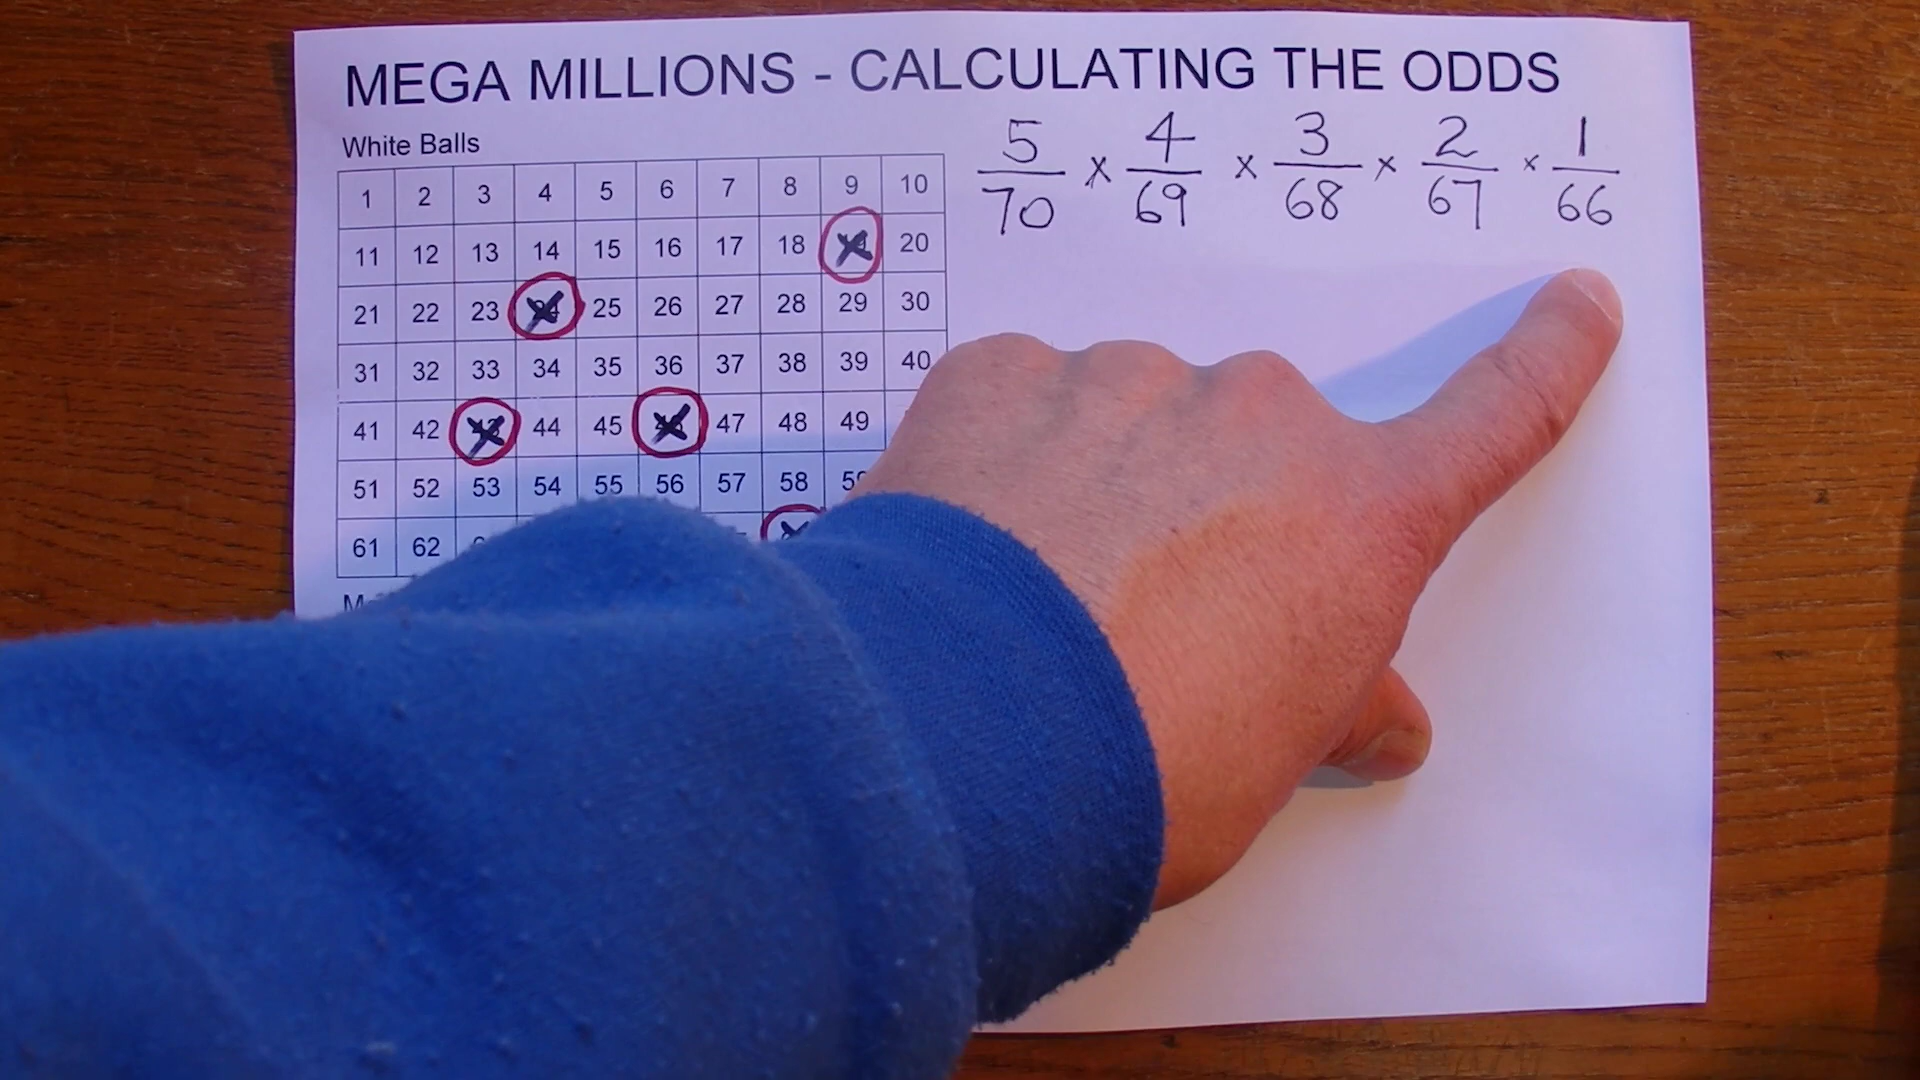 MEGA MILLIONS - CALCULATING THE ODDS
White Balls
1 2 3 4 5 6 7 8 9 10
11 12 13 14 15 16 17 18 20
21 22 23 25 26 27 28 29 30
31 32 33 34 35 36 37 38 39 40
41 42 44 45 47 48 49
51 52 53 54 55 56 57 58
61 62
5/70 x 4/69 x 3/68 x 2/67 x 1/66